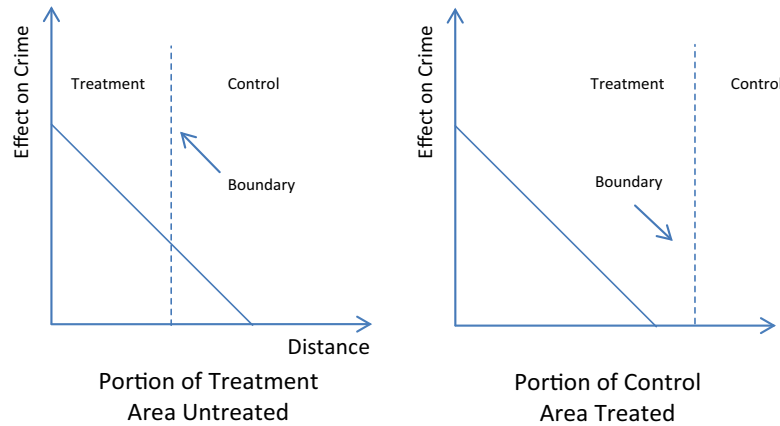 Effect on Crime
Treatment
Control
Boundary
Distance
Portion of Treatment
Area Untreated
Effect on Crime
Treatment
Control
Boundary
Portion of Control
Area Treated